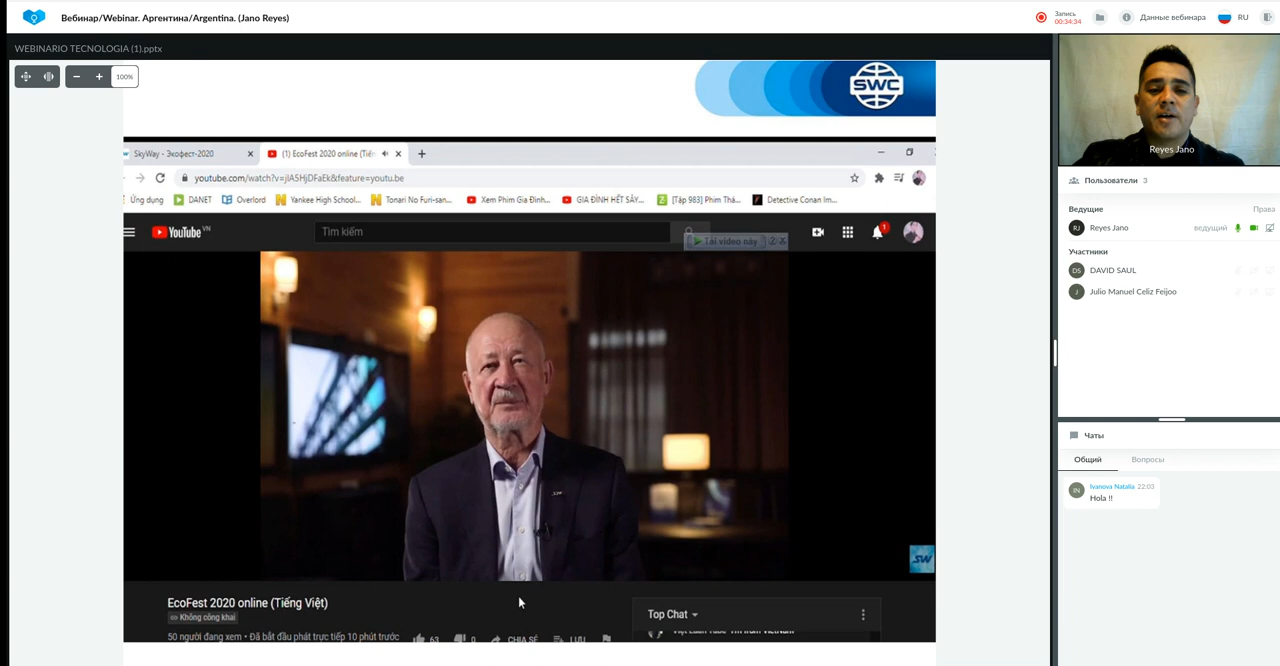 Вебинар/Webinar. Аргентина/Argentina. (Jano Reyes)
Запись
00:34:34
Данные вебинара
RU
WEBINARIO TECNOLOGIA (1).pptx
100%
SWC
SkyWay - Экофест-2020
(1) EcoFest 2020 online (Tiến
youtube.com/watch?v=jIA5HjDFaEk&feature=youtu.be
Ứng dụng
DANET
Overlord
Yankee High School...
Tonari No Furi-san...
Xem Phim Gia Đình...
GIA ĐÌNH HẾT SẢY...
[Tập 983] Phim Thá...
Detective Conan Im...
YouTube VN
Tìm kiếm
Tải video này
1
SW
EcoFest 2020 online (Tiếng Việt)
Không công khai
50 người đang xem • Đã bắt đầu phát trực tiếp 10 phút trước
63
0
CHIA SẺ
LƯU
Top Chat
Reyes Jano
Пользователи 3
Ведущие
Права
RJ
Reyes Jano
ведущий
Участники
DS
DAVID SAUL
J
Julio Manuel Celiz Feijoo
Чаты
Общий
Вопросы
IN
Ivanova Natalia 22:03
Hola !!